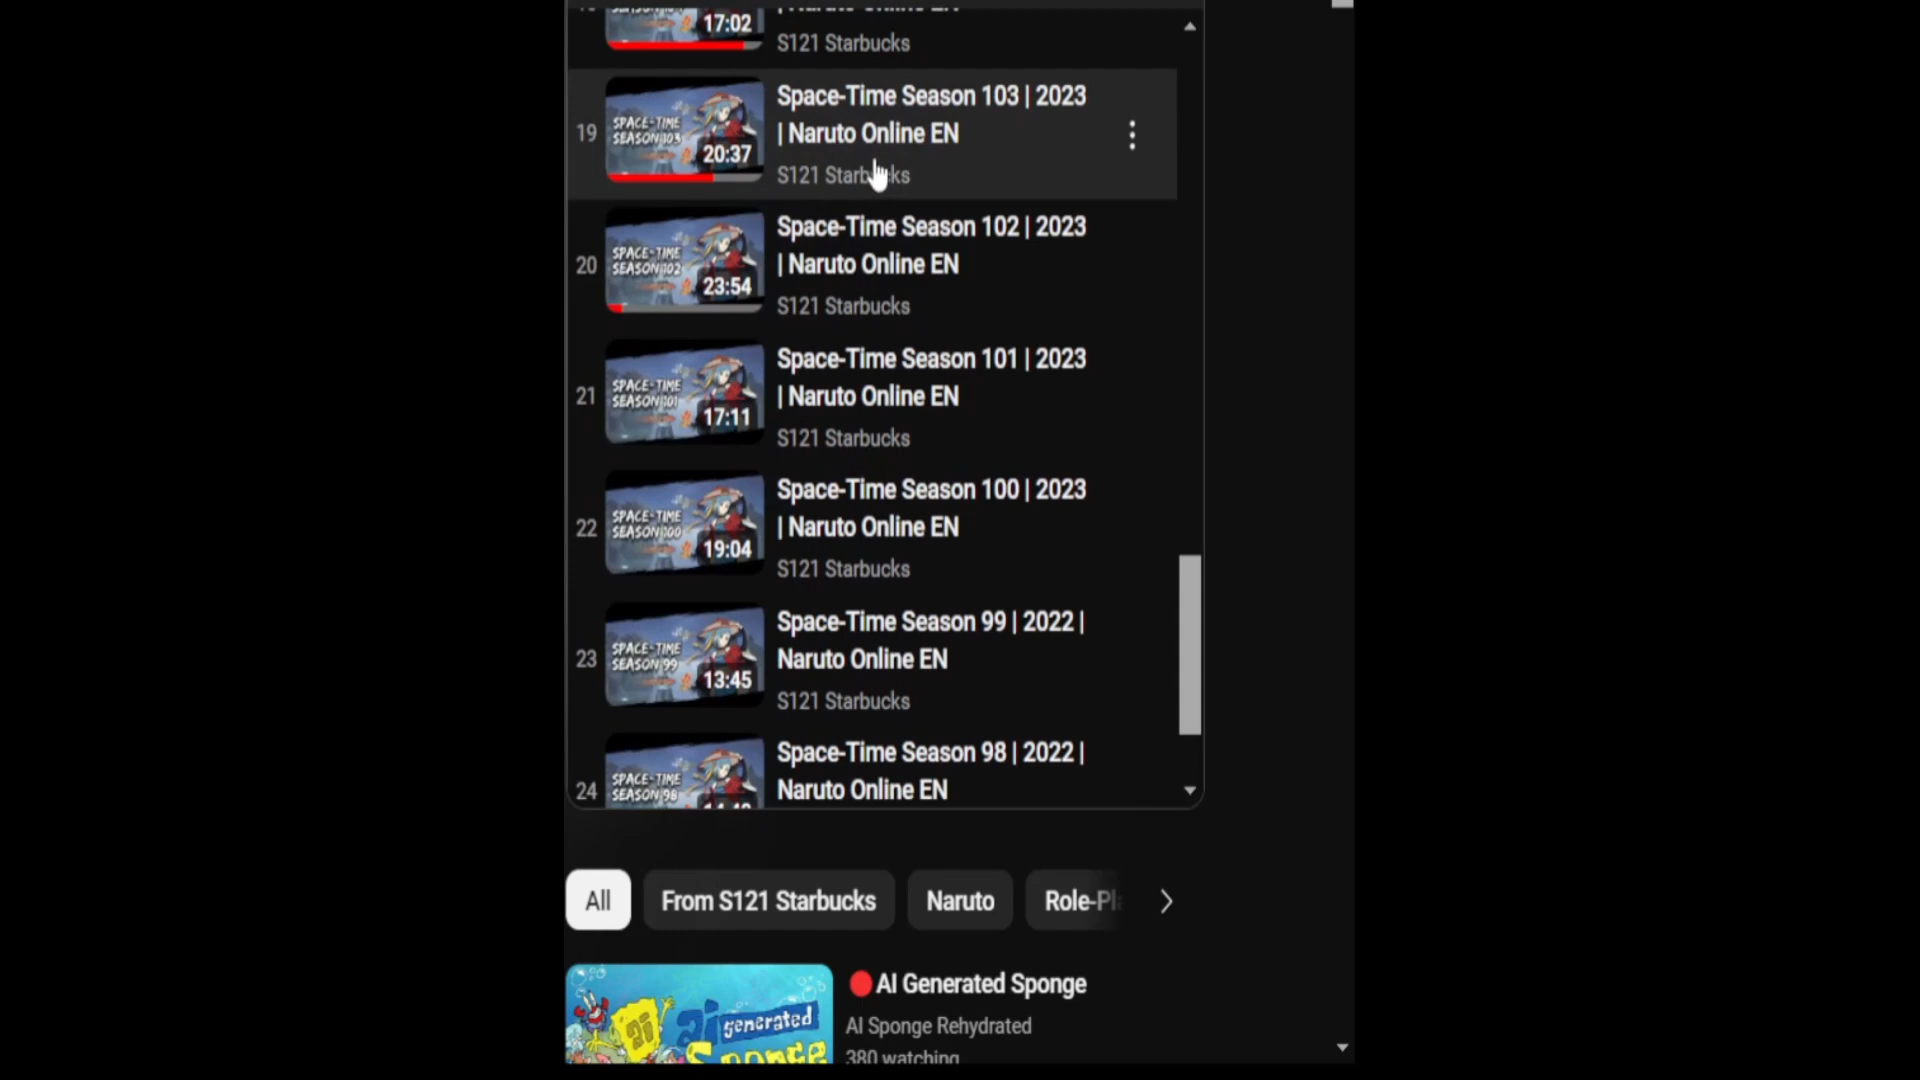 17:02
S121 Starbucks
19
SPACE-TIME
SEASON 103
20:37
Space-Time Season 103 | 2023
| Naruto Online EN
S121 Starbucks
20
SPACE-TIME
SEASON 102
23:54
Space-Time Season 102 | 2023
| Naruto Online EN
S121 Starbucks
21
SPACE-TIME
SEASON 101
17:11
Space-Time Season 101 | 2023
| Naruto Online EN
S121 Starbucks
22
SPACE-TIME
SEASON 100
19:04
Space-Time Season 100 | 2023
| Naruto Online EN
S121 Starbucks
23
SPACE-TIME
SEASON 99
13:45
Space-Time Season 99 | 2022 |
Naruto Online EN
S121 Starbucks
24
SPACE-TIME
SEASON 98
Space-Time Season 98 | 2022 |
Naruto Online EN
All
From S121 Starbucks
Naruto
Role-Pl
ai generated
Sponge
AI Generated Sponge
AI Sponge Rehydrated
380 watching